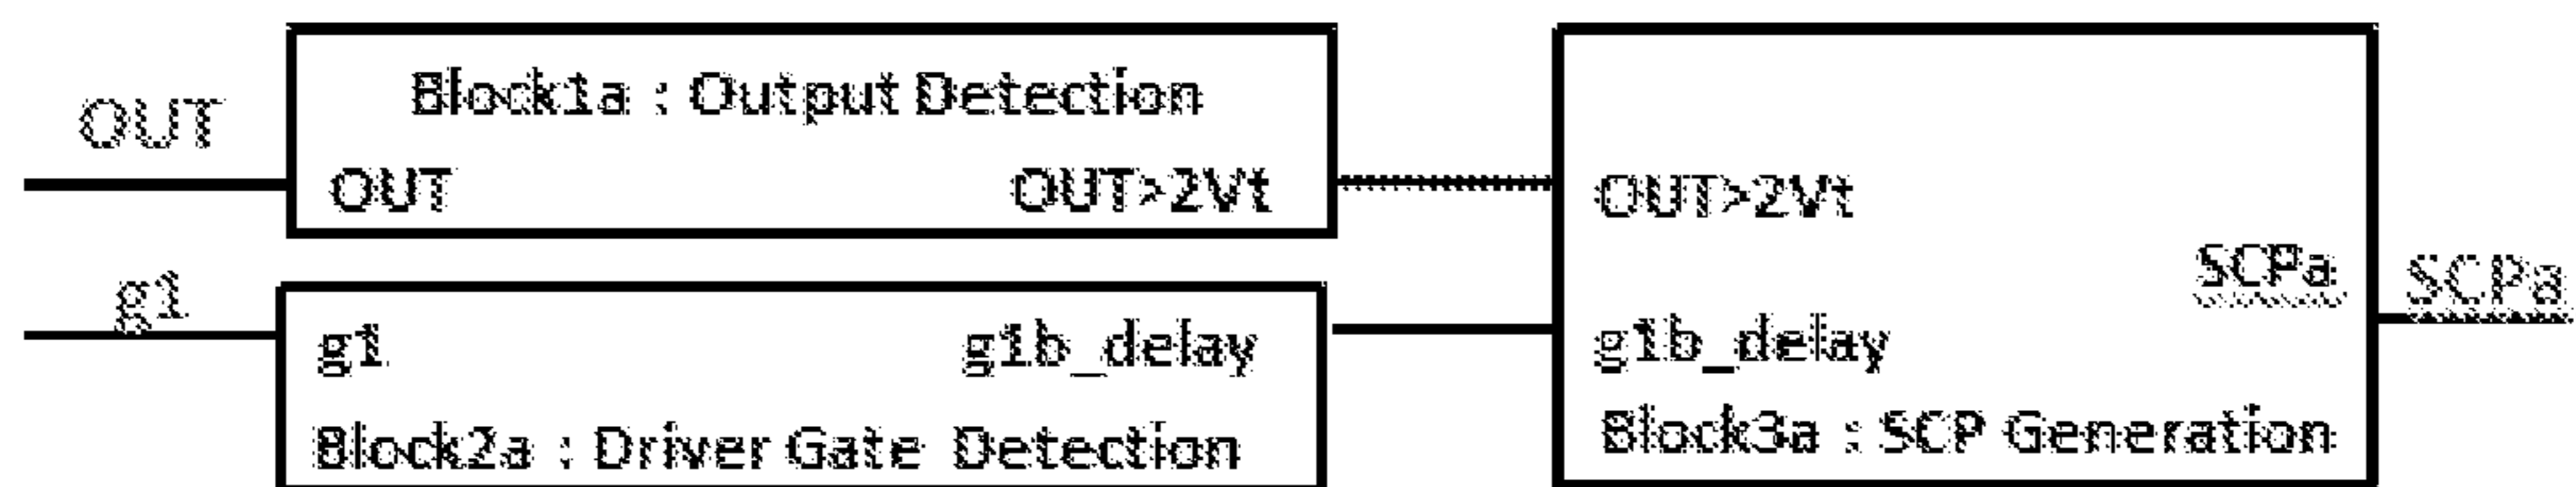 OUT
Block1a : Output Detection
OUT OUT>2Vt
g1
g1 g1b_delay
Block2a : Driver Gate Detection
OUT>2Vt
SCPa
g1b_delay
Block3a : SCP Generation
SCPa